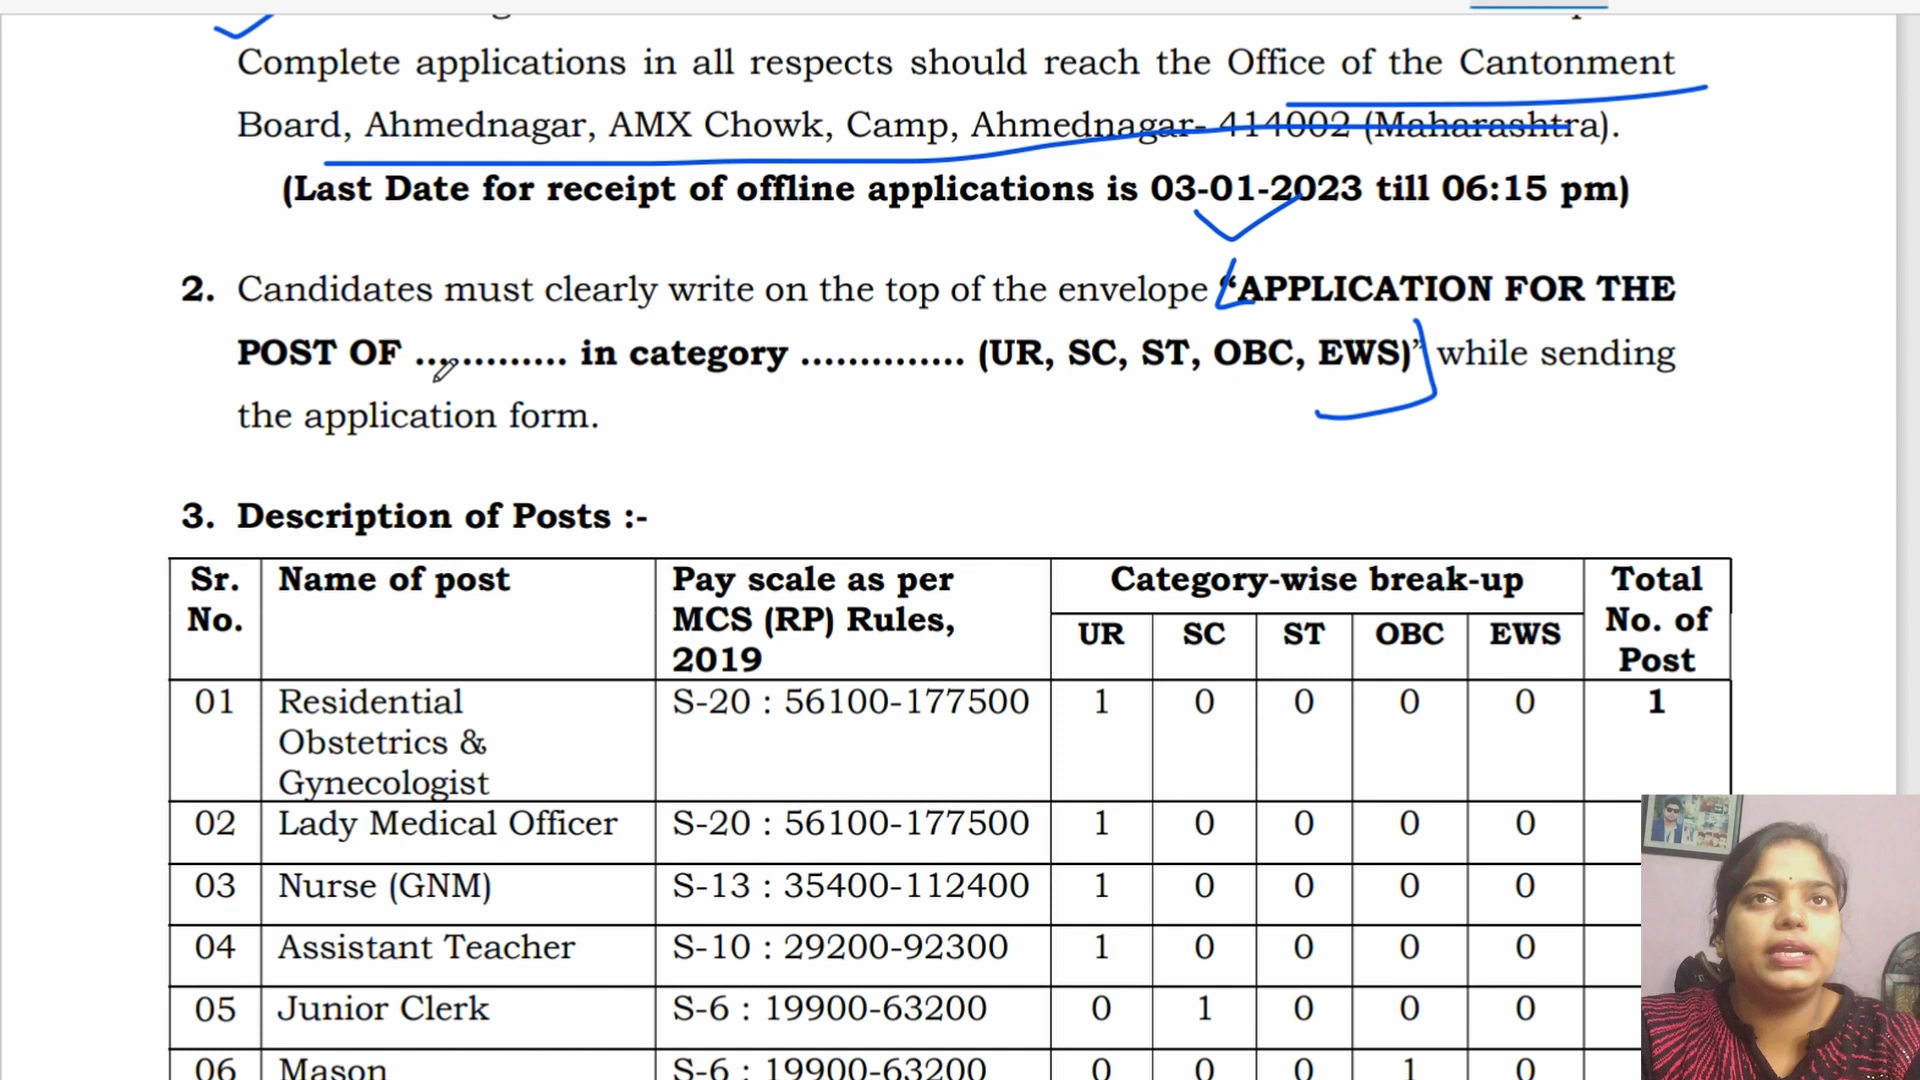 Complete applications in all respects should reach the Office of the Cantonment
Board, Ahmednagar, AMX Chowk, Camp, Ahmednagar- 414002 (Maharashtra).
(Last Date for receipt of offline applications is 03-01-2023 till 06:15 pm)
2. Candidates must clearly write on the top of the envelope “APPLICATION FOR THE
POST OF ............. in category .............. (UR, SC, ST, OBC, EWS)” while sending
the application form.
3. Description of Posts :-
Sr. No. Name of post Pay scale as per MCS (RP) Rules, 2019 Category-wise break-up Total No. of Post
UR SC ST OBC EWS
01 Residential Obstetrics & Gynecologist S-20 : 56100-177500 1 0 0 0 0 1
02 Lady Medical Officer S-20 : 56100-177500 1 0 0 0 0
03 Nurse (GNM) S-13 : 35400-112400 1 0 0 0 0
04 Assistant Teacher S-10 : 29200-92300 1 0 0 0 0
05 Junior Clerk S-6 : 19900-63200 0 1 0 0 0
06 Mason S-6 : 19900-63200 0 0 0 1 0